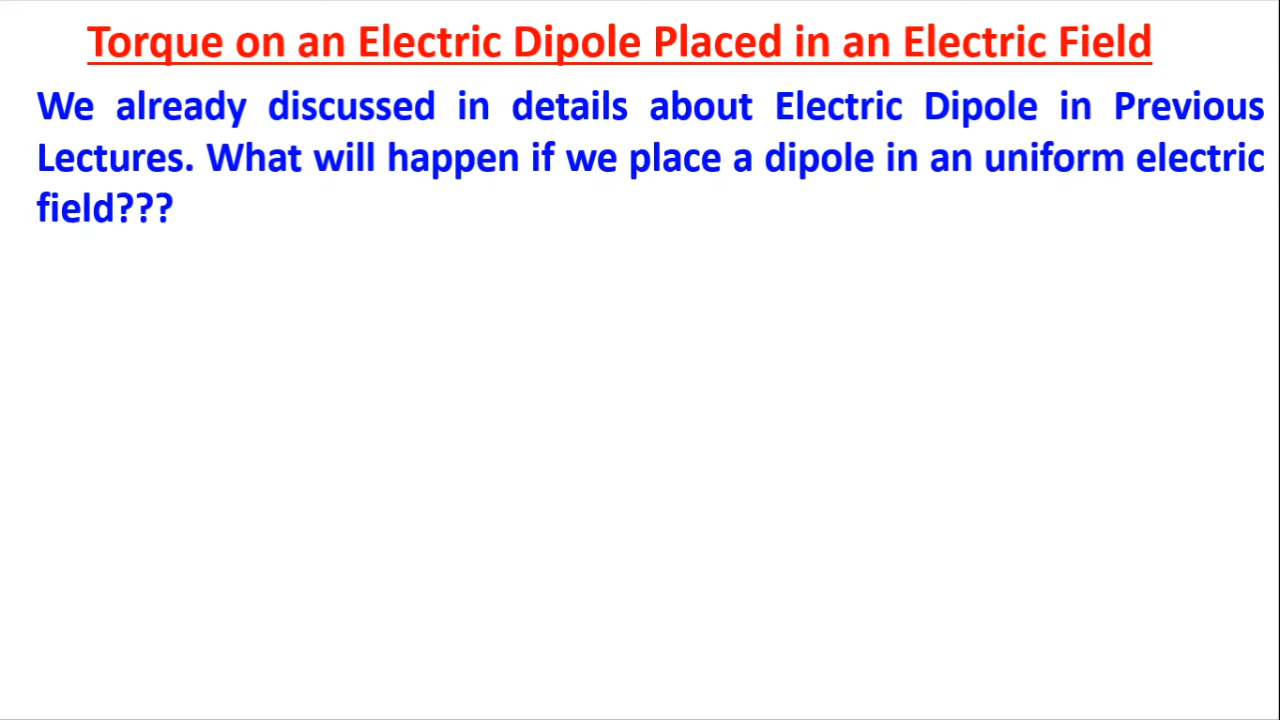 Torque on an Electric Dipole Placed in an Electric Field
We already discussed in details about Electric Dipole in Previous
Lectures. What will happen if we place a dipole in an uniform electric
field???